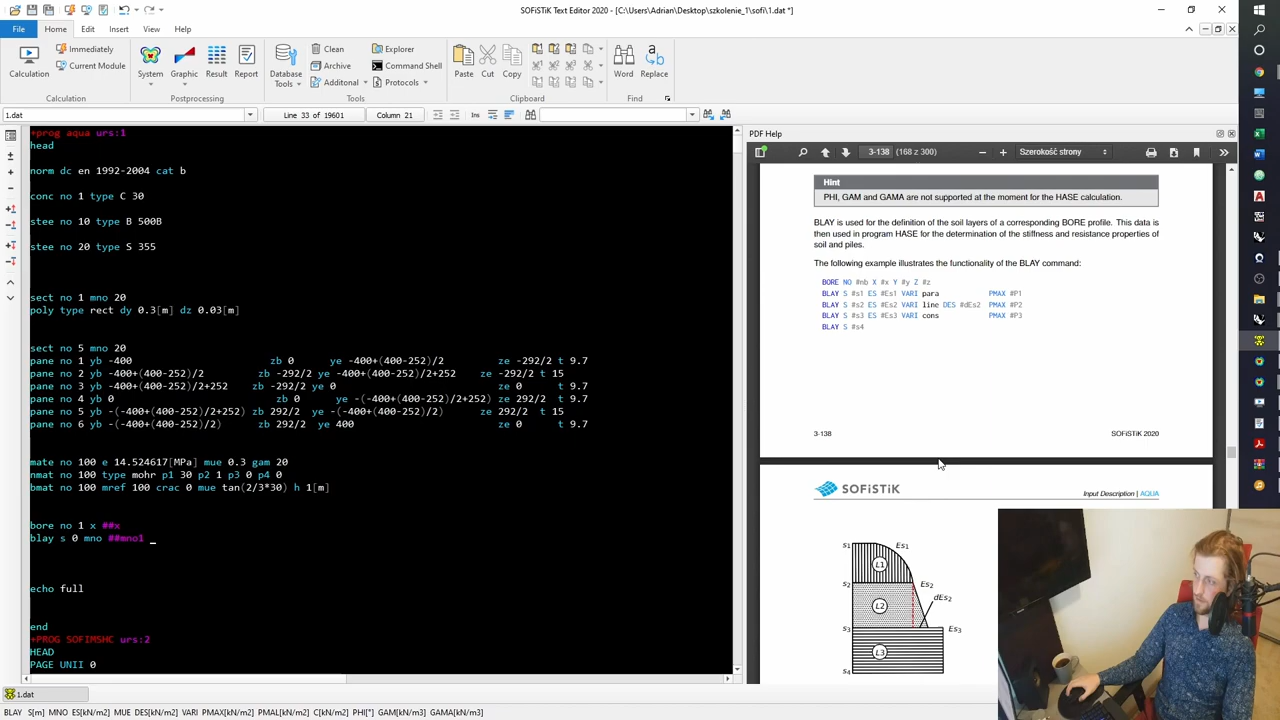 SOFiSTiK Text Editor 2020 - [C:\Users\Adrian\Desktop\szkolenie_1\sofi\1.dat *]
File Home Edit Insert View Help
Calculation
Immediately
Current Module
Calculation
System Graphic Result Report
Postprocessing
Database Tools
Clean
Archive
Additonal
Explorer
Command Shell
Protocols
Tools
Paste Cut Copy
Clipboard
Word Replace
Find
1.dat Line 33 of 19601 Column 21 Ins
+prog aqua urs:1
head
norm dc en 1992-2004 cat b
conc no 1 type C 30
stee no 10 type B 500B
stee no 20 type S 355
sect no 1 mno 20
poly type rect dy 0.3[m] dz 0.03[m]
sect no 5 mno 20
pane no 1 yb -400 zb 0 ye -400+(400-252)/2 ze -292/2 t 9.7
pane no 2 yb -400+(400-252)/2 zb -292/2 ye -400+(400-252)/2+252 ze -292/2 t 15
pane no 3 yb -400+(400-252)/2+252 zb -292/2 ye 0 ze 0 t 9.7
pane no 4 yb 0 zb 0 ye -(-400+(400-252)/2+252) ze 292/2 t 9.7
pane no 5 yb -(-400+(400-252)/2+252) zb 292/2 ye -(-400+(400-252)/2) ze 292/2 t 15
pane no 6 yb -(-400+(400-252)/2) zb 292/2 ye 400 ze 0 t 9.7
mate no 100 e 14.524617[MPa] mue 0.3 gam 20
nmat no 100 type mohr p1 30 p2 1 p3 0 p4 0
bmat no 100 mref 100 crac 0 mue tan(2/3*30) h 1[m]
bore no 1 x ##x
blay s 0 mno ##mno1 _
echo full
end
+PROG SOFIMSHC urs:2
HEAD
PAGE UNII 0
1.dat
BLAY S[m] MNO ES[kN/m2] MUE DES[kN/m2] VARI PMAX[kN/m2] PMAL[kN/m2] C[kN/m2] PHI[°] GAM[kN/m3] GAMA[kN/m3]
PDF Help
3-138 (168 z 300) Szerokość strony
Hint
PHI, GAM and GAMA are not supported at the moment for the HASE calculation.
BLAY is used for the definition of the soil layers of a corresponding BORE profile. This data is
then used in program HASE for the determination of the stiffness and resistance properties of
soil and piles.
The following example illustrates the functionality of the BLAY command:
BORE NO #nb X #x Y #y Z #z
BLAY S #s1 ES #Es1 VARI para PMAX #P1
BLAY S #s2 ES #Es2 VARI line DES #dEs2 PMAX #P2
BLAY S #s3 ES #Es3 VARI cons PMAX #P3
BLAY S #s4
3-138 SOFiSTiK 2020
SOFiSTiK Input Description | AQUA
s1 Es1
L1
s2 Es2
dEs2
L2
s3 Es3
L3
s4